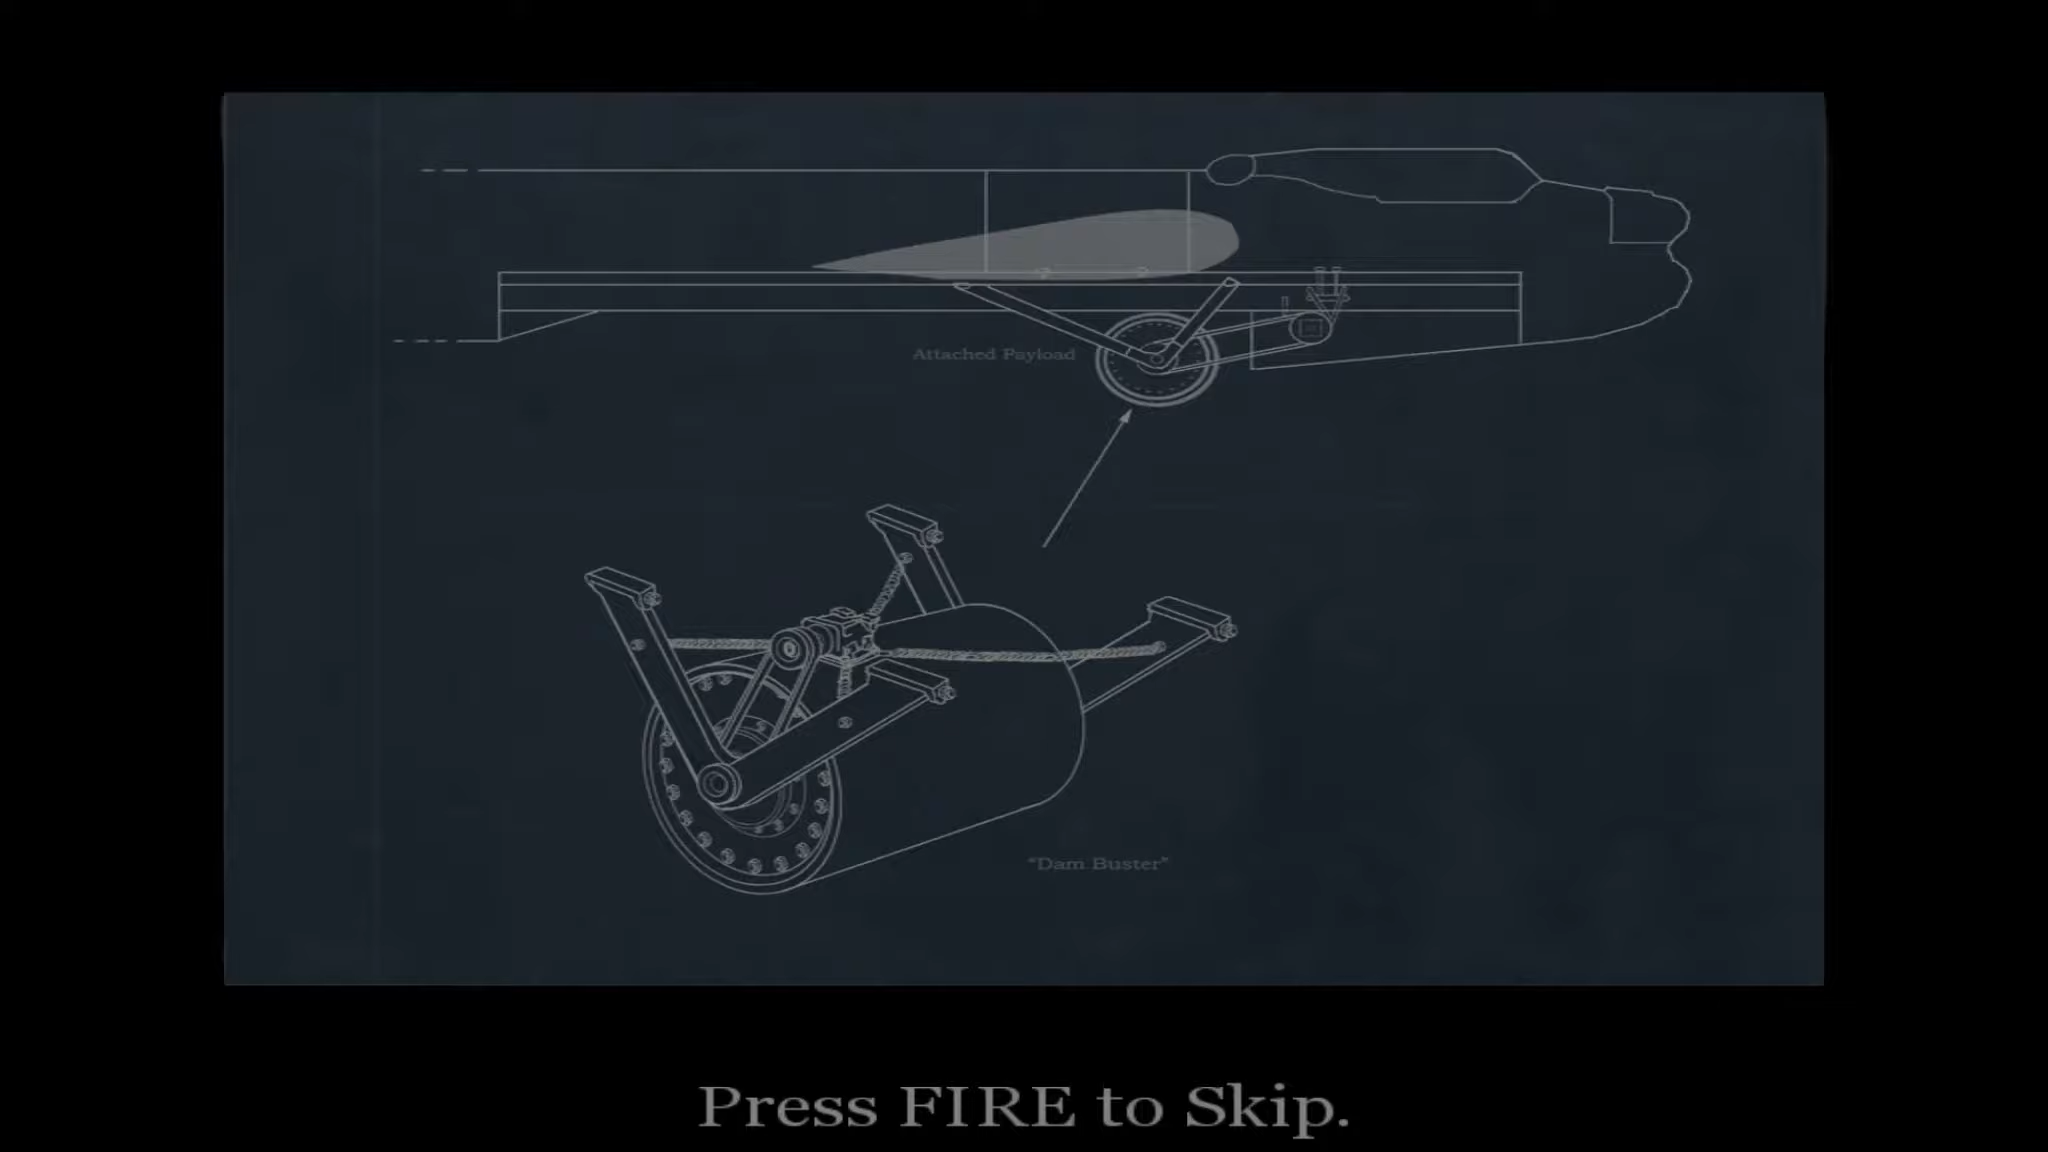 Attached Payload
"Dam Buster"
Press FIRE to Skip.